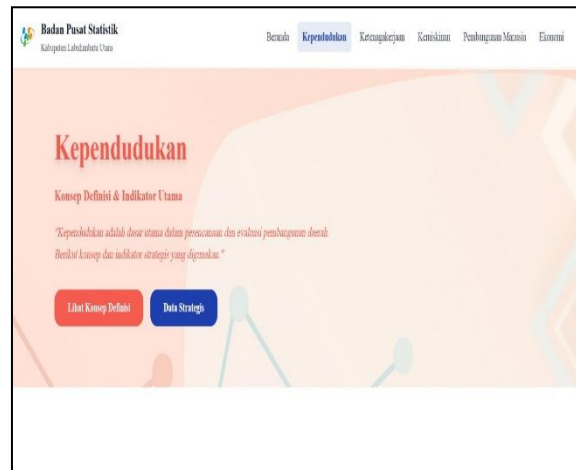 Badan Pusat Statistik
Kabupaten Labuhanbatu Utara
Beranda Kependudukan Ketenagakerjaan Kemiskinan Pembangunan Manusia Ekonomi
Kependudukan
Konsep Definisi & Indikator Utama
"Kependudukan adalah dasar utama dalam perencanaan dan evaluasi pembangunan daerah.
Berikut konsep dan indikator strategis yang digunakan."
Lihat Konsep Definisi
Data Strategis